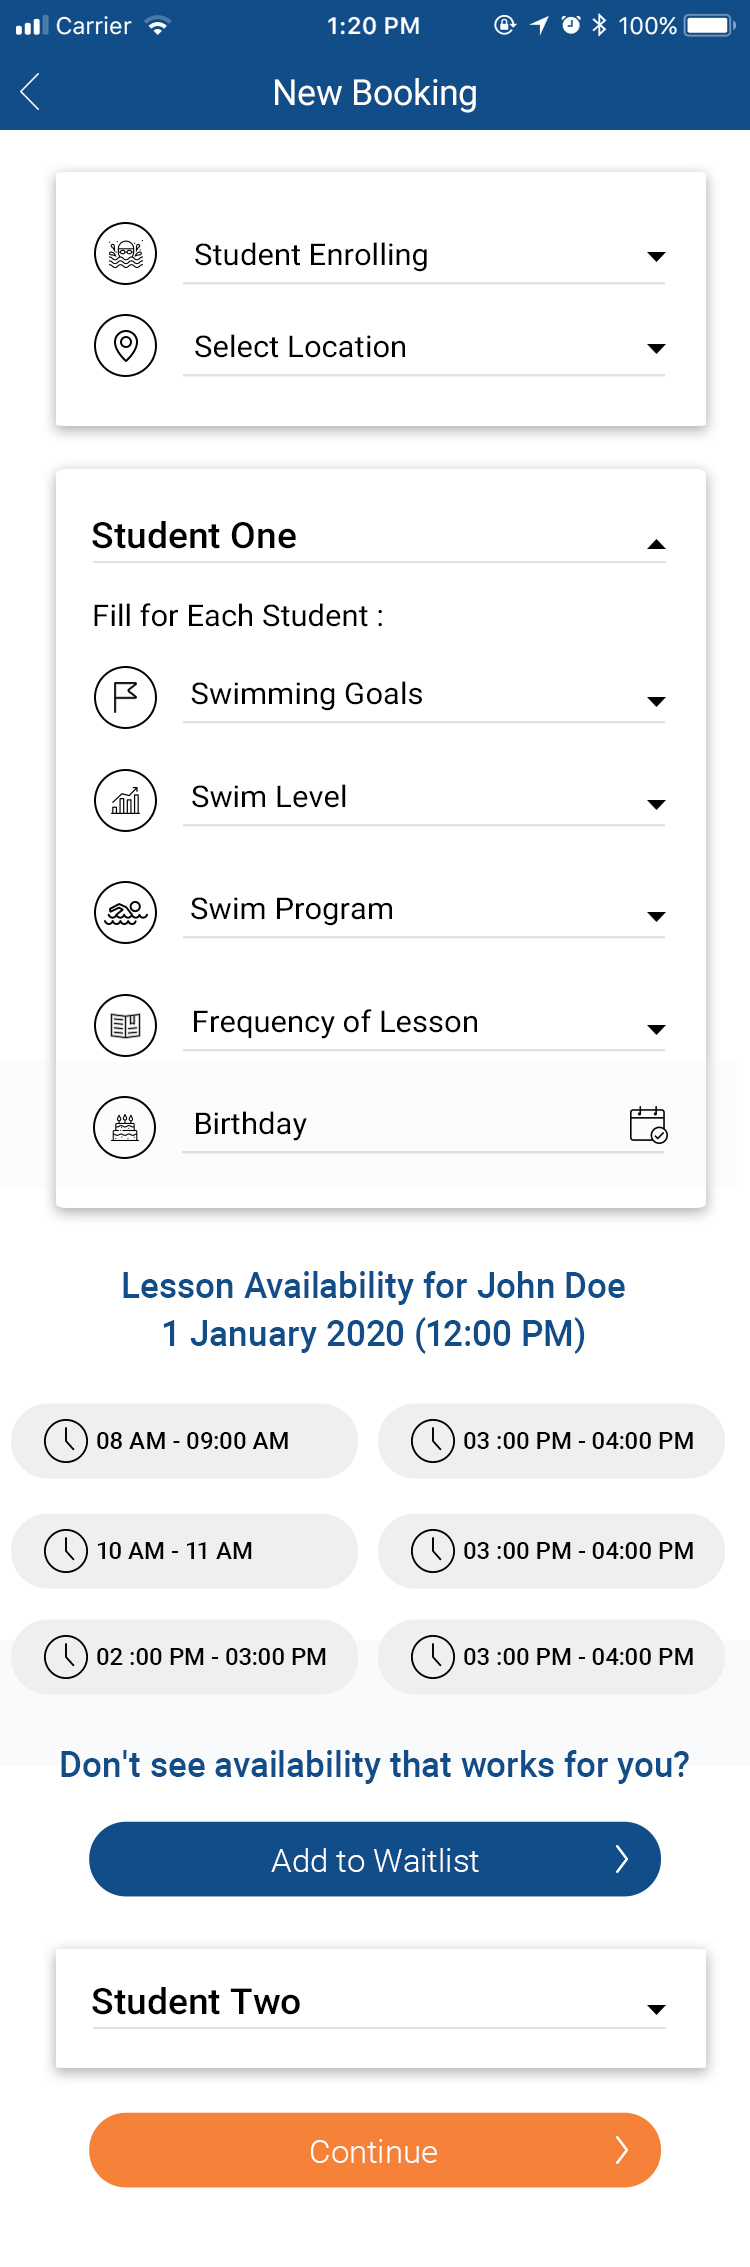 Carrier 1:20 PM 100%
New Booking
Student Enrolling
Select Location
Student One
Fill for Each Student :
Swimming Goals
Swim Level
Swim Program
Frequency of Lesson
Birthday
Lesson Availability for John Doe
1 January 2020 (12:00 PM)
08 AM - 09:00 AM
03 :00 PM - 04:00 PM
10 AM - 11 AM
03 :00 PM - 04:00 PM
02 :00 PM - 03:00 PM
03 :00 PM - 04:00 PM
Don't see availability that works for you?
Add to Waitlist
Student Two
Continue